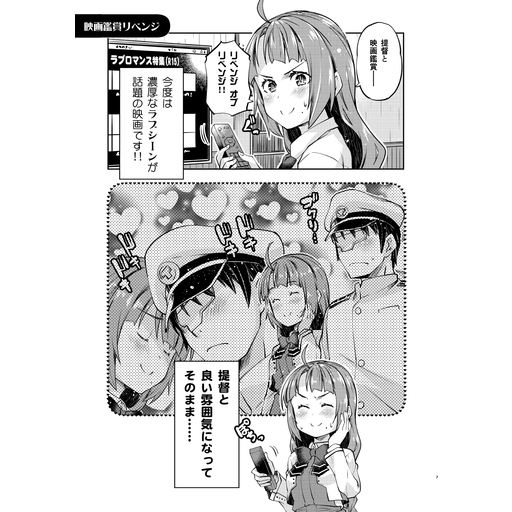 映画鑑賞リベンジ
提督と
映画鑑賞ー
リベンジ オブ
リベンジ!!
ラブロマンス特集(R15)
今度は
濃厚なラブシーンが
話題の映画です!!
ブクリ…
ドキドキ
ドキドキ
提督と
良い雰囲気になって
そのまま……
7